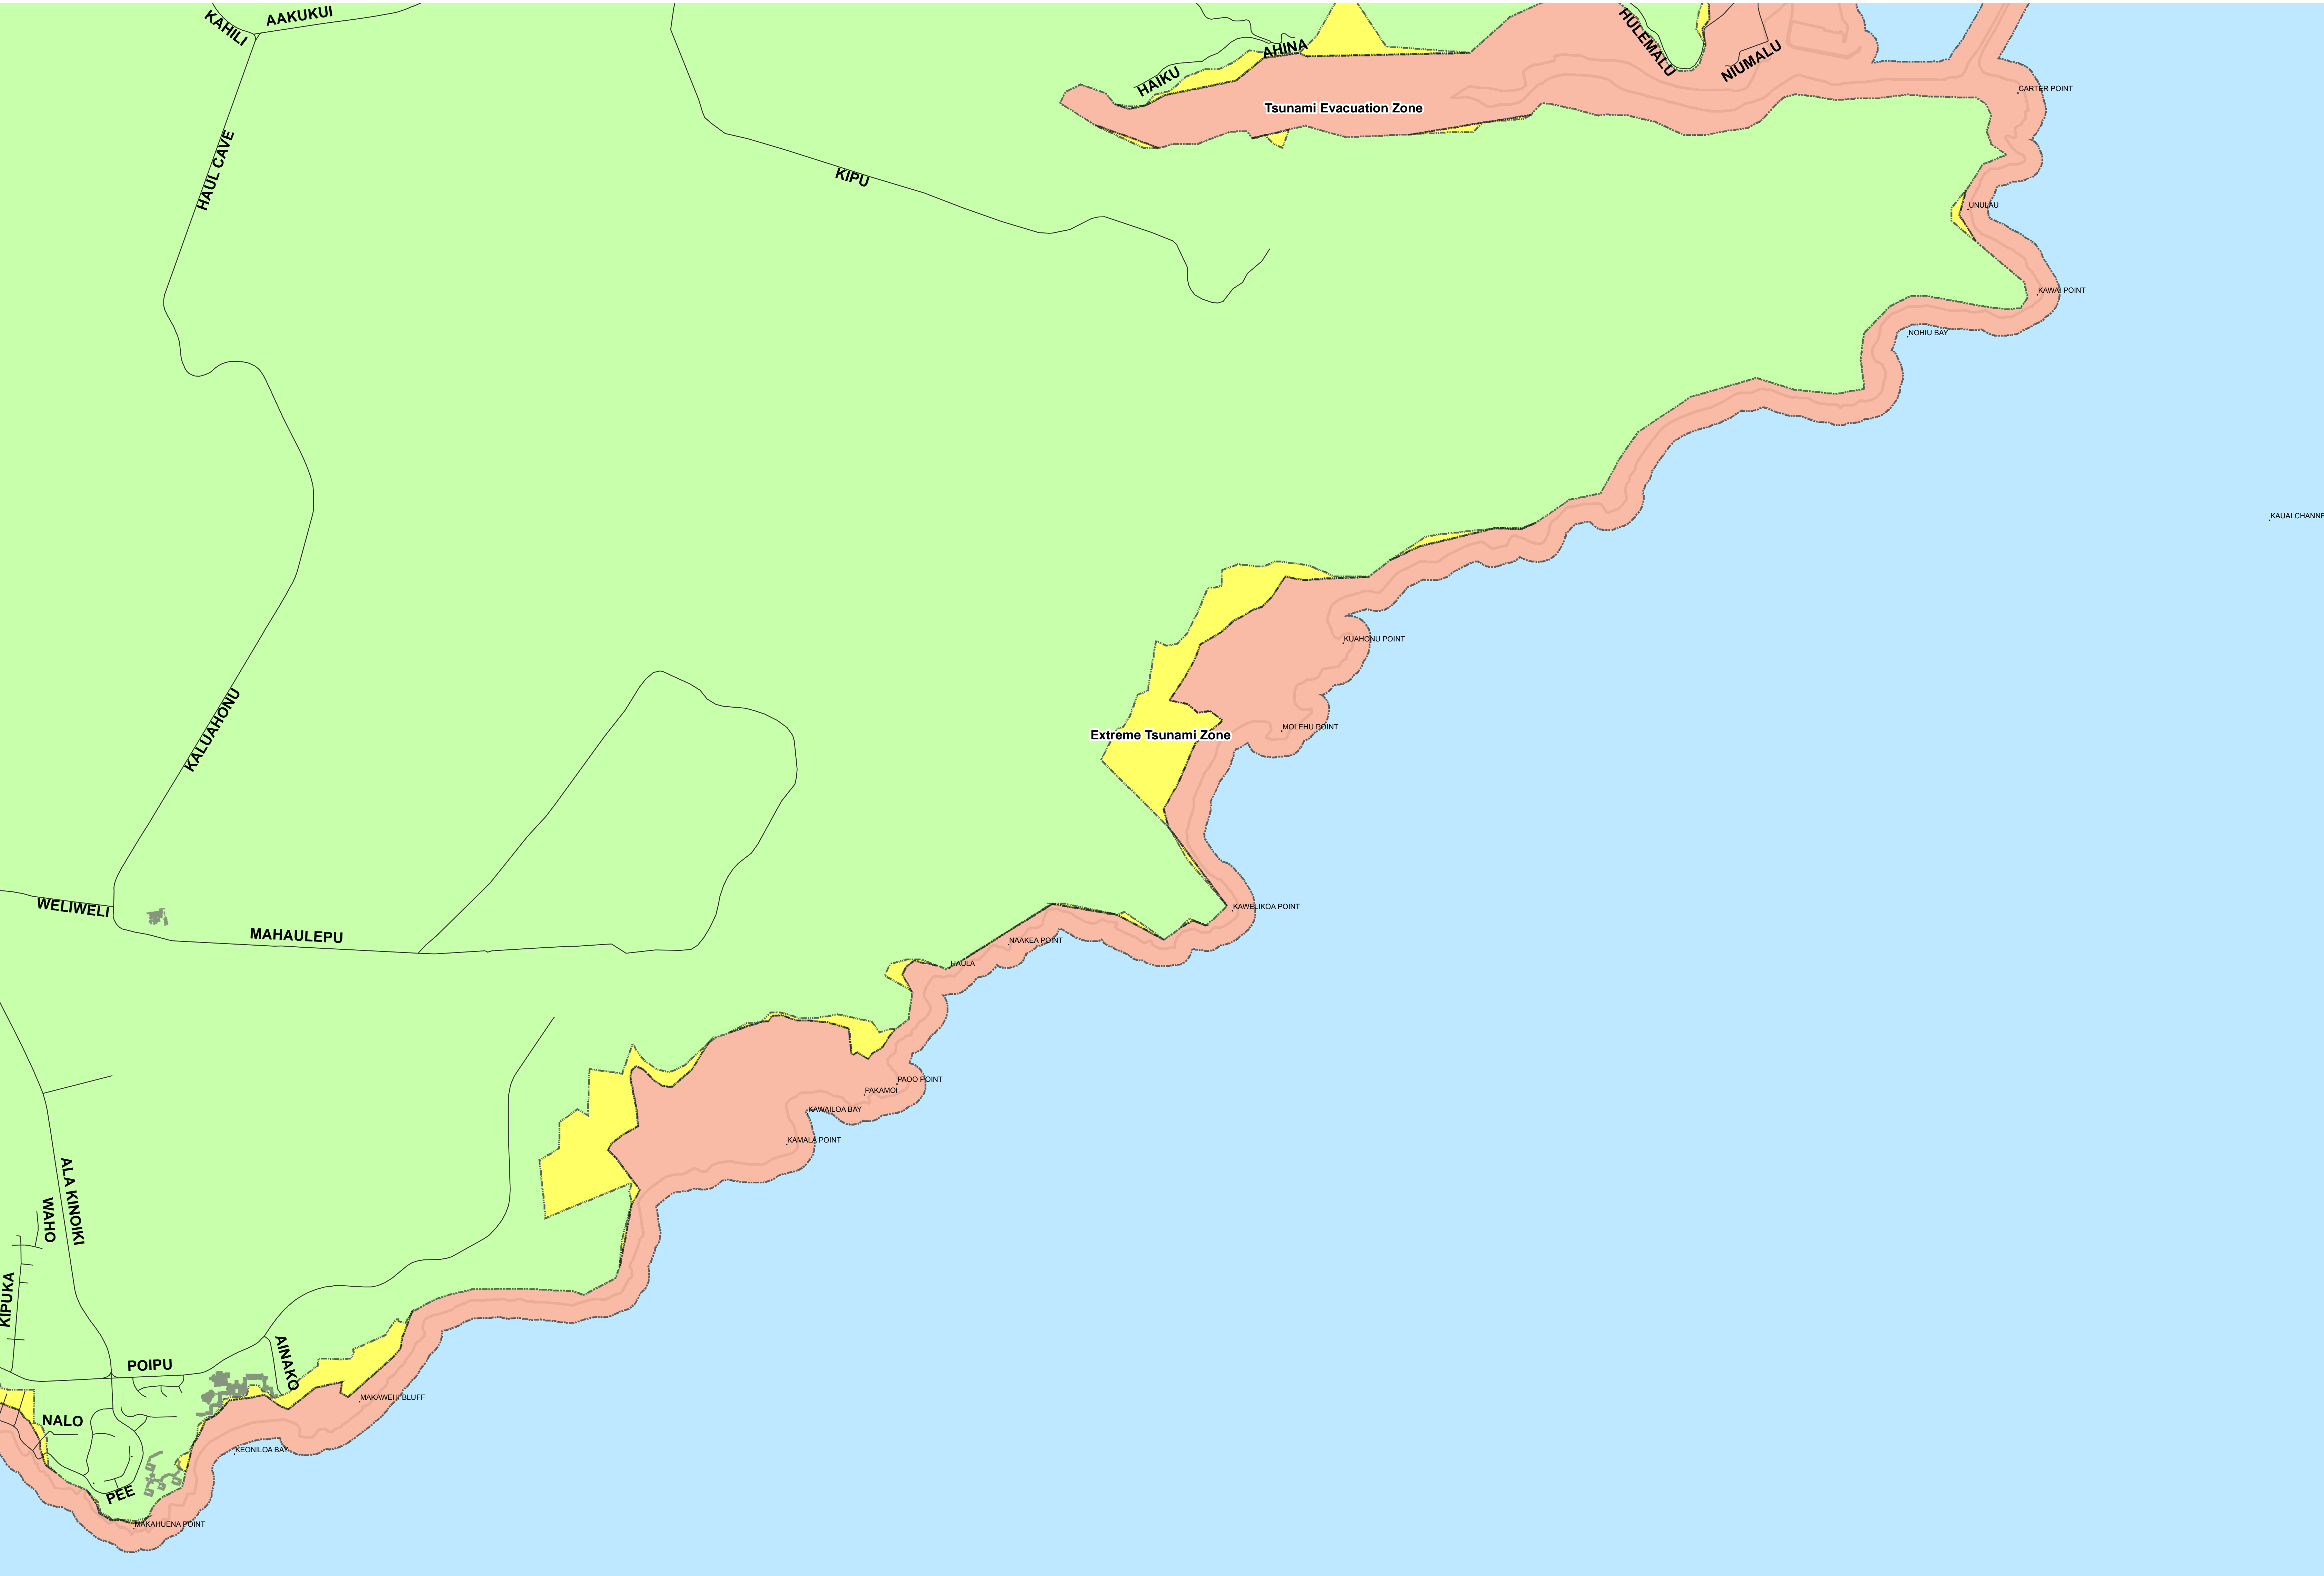 KAHILI
AAKUKUI
HULEMALU
NIUMALU
AHINA
HAIKU
CARTER POINT
Tsunami Evacuation Zone
HAUL CAVE
KIPU
UNULAU
KAWAI POINT
NOHIU BAY
KAUAI CHANNE
KUAHONU POINT
KALUAHONU
MOLEHU POINT
Extreme Tsunami Zone
WELIWELI
KAWELIKOA POINT
MAHAULEPU
NAAKEA POINT
HAULA
PAOO POINT
PAKAMOI
KAWAILOA BAY
KAMALA POINT
ALA KINOIKI
WAHO
KIPUKA
POIPU
AINAKO
MAKAWEHI BLUFF
NALO
KEONILOA BAY
PEE
MAKAHUENA POINT